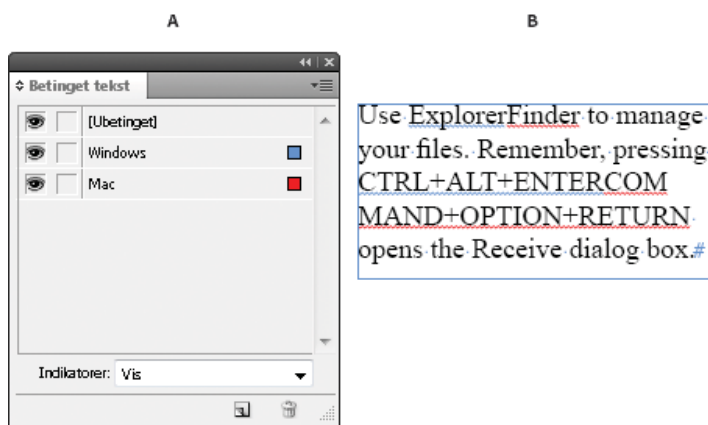 A
B
Betinget tekst
[Ubetinget]
Windows
Mac
Indikatorer: Vis
Use ExplorerFinder to manage
your files. Remember, pressing
CTRL+ALT+ENTERCOM
MAND+OPTION+RETURN
opens the Receive dialog box.#